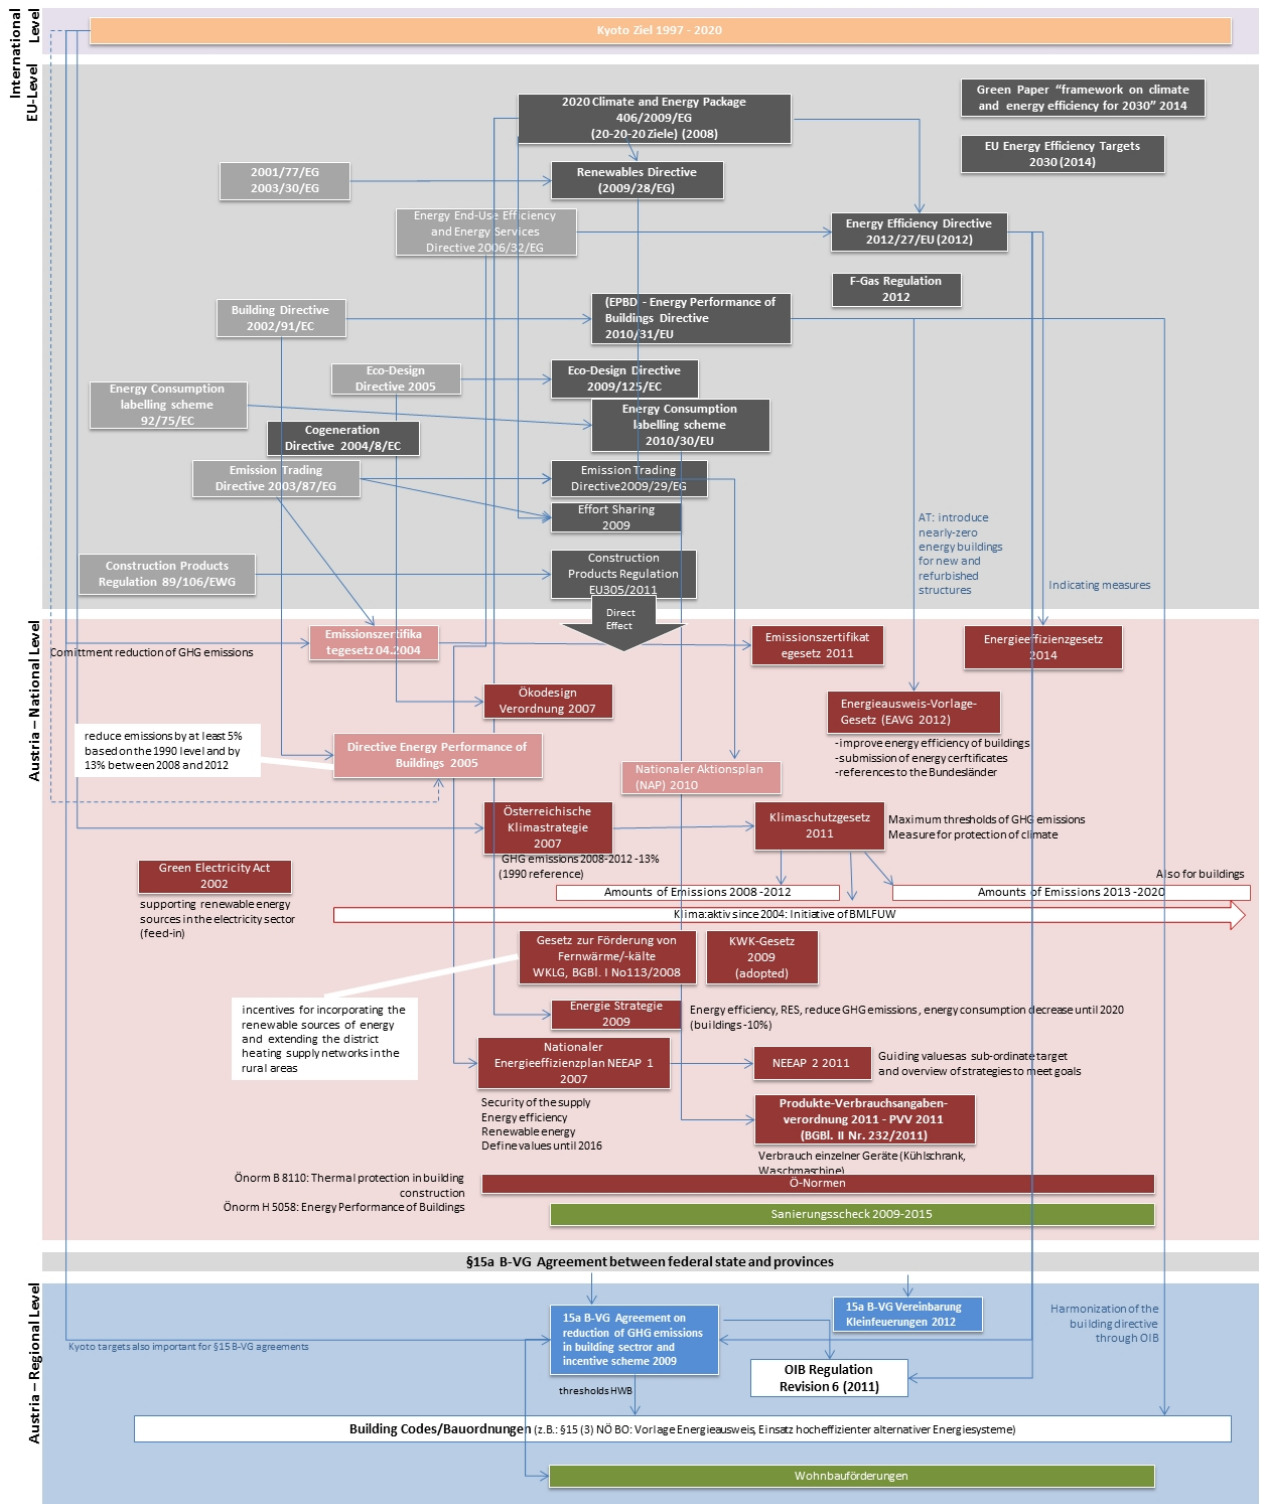 International
Level
Kyoto Ziel 1997 - 2020
EU-Level
2020 Climate and Energy Package
406/2009/EG
(20-20-20 Ziele) (2008)
Green Paper “framework on climate
and energy efficiency for 2030” 2014
EU Energy Efficiency Targets
2030 (2014)
2001/77/EG
2003/30/EG
Renewables Directive
(2009/28/EG)
Energy End-Use Efficiency
and Energy Services
Directive 2006/32/EG
Energy Efficiency Directive
2012/27/EU (2012)
F-Gas Regulation
2012
Building Directive
2002/91/EC
(EPBD - Energy Performance of
Buildings Directive
2010/31/EU
Eco-Design
Directive 2005
Eco-Design Directive
2009/125/EC
Energy Consumption
labelling scheme
92/75/EC
Energy Consumption
labelling scheme
2010/30/EU
Cogeneration
Directive 2004/8/EC
Emission Trading
Directive 2003/87/EG
Emission Trading
Directive2009/29/EG
Effort Sharing
2009
AT: introduce
nearly-zero
energy buildings
for new and
refurbished
structures
Indicating measures
Construction Products
Regulation 89/106/EWG
Construction
Products Regulation
EU305/2011
Direct
Effect
Austria – National Level
Emissionszertifika
tegesetz 04.2004
Comittment reduction of GHG emissions
Emissionszertifikat
egesetz 2011
Energieeffizienzgesetz
2014
Ökodesign
Verordnung 2007
Energieausweis-Vorlage-
Gesetz (EAVG 2012)
-improve energy efficiency of buildings
-submission of energy certficates
-references to the Bundesländer
reduce emissions by at least 5%
based on the 1990 level and by
13% between 2008 and 2012
Directive Energy Performance of
Buildings 2005
Nationaler Aktionsplan
(NAP) 2010
Österreichische
Klimastrategie
2007
GHG emissions 2008-2012 -13%
(1990 reference)
Klimaschutzgesetz
2011
Maximum thresholds of GHG emissions
Measure for protection of climate
Green Electricity Act
2002
supporting renewable energy
sources in the electricity sector
(feed-in)
Also for buildings
Amounts of Emissions 2008 -2012
Amounts of Emissions 2013 -2020
Klima:aktiv since 2004: Initiative of BMLFUW
Gesetz zur Förderung von
Fernwärme/-kälte
WKLG, BGBl. I No113/2008
KWK-Gesetz
2009
(adopted)
incentives for incorporating the
renewable sources of energy
and extending the district
heating supply networks in the
rural areas
Energie Strategie
2009
Energy efficiency, RES, reduce GHG emissions , energy consumption decrease until 2020
(buildings -10%)
Nationaler
Energieeffizienzplan NEEAP 1
2007
NEEAP 2 2011
Guiding valuesas sub-ordinate target
and overview of strategies to meet goals
Security of the supply
Energy efficiency
Renewable energy
Define values until 2016
Produkte-Verbrauchsangaben-
verordnung 2011 - PVV 2011
(BGBl. II Nr. 232/2011)
Verbrauch einzelner Geräte (Kühlschrank,
Waschmaschine)
Önorm B 8110: Thermal protection in building
construction
Önorm H 5058: Energy Performance of Buildings
Ö-Normen
Sanierungsscheck 2009-2015
§15a B-VG Agreement between federal state and provinces
Austria – Regional Level
15a B-VG Agreement on
reduction of GHG emissions
in building sectror and
incentive scheme 2009
15a B-VG Vereinbarung
Kleinfeuerungen 2012
Harmonization of the
building directive
through OIB
Kyoto targets also important for §15 B-VG agreements
OIB Regulation
Revision 6 (2011)
thresholds HWB
Building Codes/Bauordnungen (z.B.: §15 (3) NÖ BO: Vorlage Energieausweis, Einsatz hocheffizienter alternativer Energiesysteme)
Wohnbauförderungen